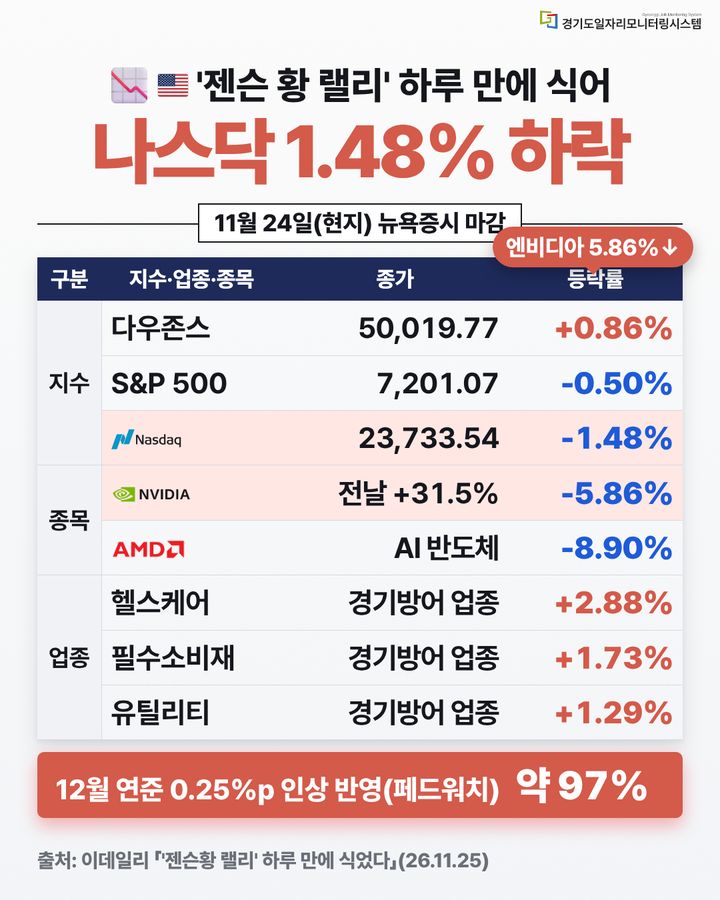 경기도일자리모니터링시스템
'젠슨 황 랠리' 하루 만에 식어
나스닥 1.48% 하락
11월 24일(현지) 뉴욕증시 마감
엔비디아 5.86%↓
구분 지수·업종·종목 종가 등락률
지수
다우존스 50,019.77 +0.86%
S&P 500 7,201.07 -0.50%
Nasdaq 23,733.54 -1.48%
종목
NVIDIA 전날 +31.5% -5.86%
AMD AI 반도체 -8.90%
업종
헬스케어 경기방어 업종 +2.88%
필수소비재 경기방어 업종 +1.73%
유틸리티 경기방어 업종 +1.29%
12월 연준 0.25%p 인상 반영(페드워치) 약 97%
출처: 이데일리 『'젠슨황 랠리' 하루 만에 식었다』(26.11.25)